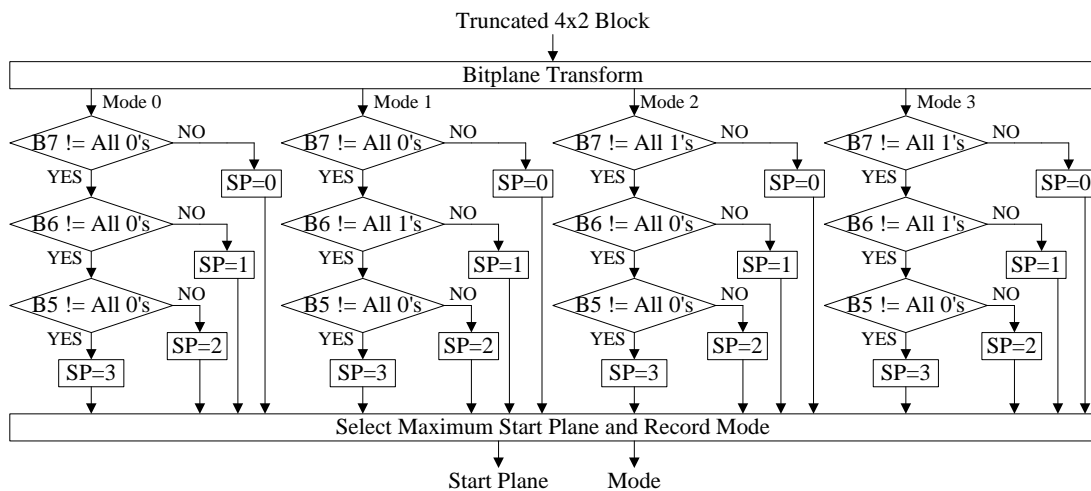 Truncated 4x2 Block
Bitplane Transform
Mode 0 Mode 1 Mode 2 Mode 3
B7 != All 0's NO B7 != All 0's NO B7 != All 1's NO B7 != All 1's NO
YES SP=0 YES SP=0 YES SP=0 YES SP=0
B6 != All 0's NO B6 != All 1's NO B6 != All 0's NO B6 != All 1's NO
YES SP=1 YES SP=1 YES SP=1 YES SP=1
B5 != All 0's NO B5 != All 0's NO B5 != All 0's NO B5 != All 0's NO
YES SP=2 YES SP=2 YES SP=2 YES SP=2
SP=3 SP=3 SP=3 SP=3
Select Maximum Start Plane and Record Mode
Start Plane Mode